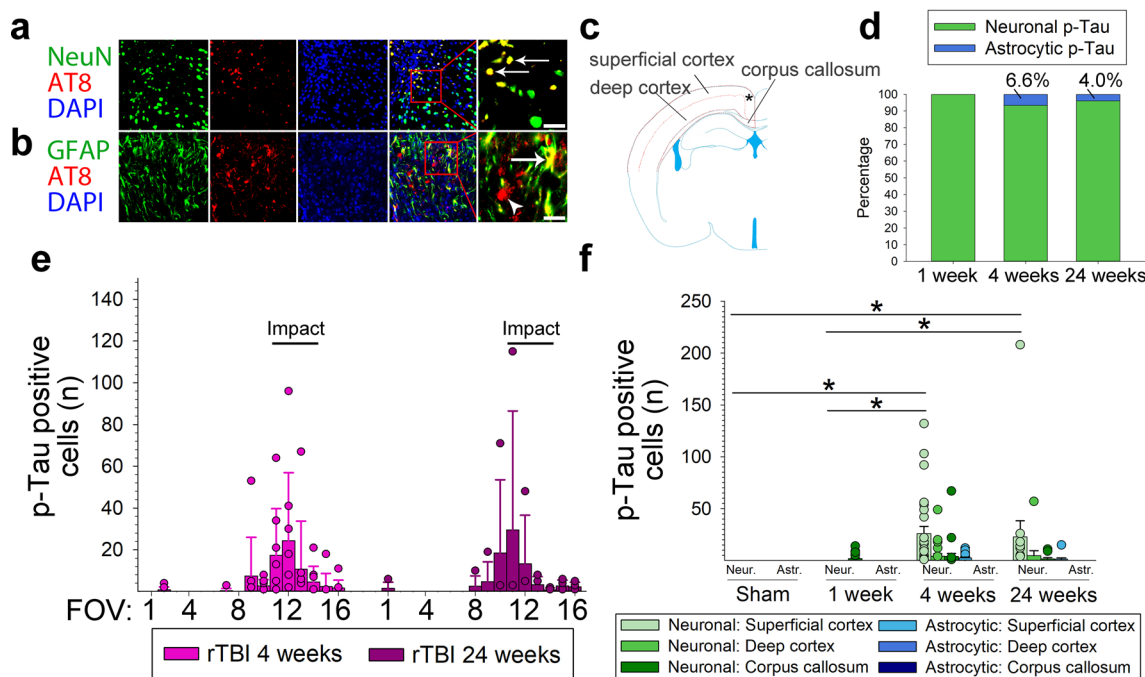 a
NeuN
AT8
DAPI
b
GFAP
AT8
DAPI
c
superficial cortex
deep cortex
corpus callosum
*
d
Neuronal p-Tau
Astrocytic p-Tau
6.6% 4.0%
Percentage
100
90
80
70
60
50
40
30
20
10
0
1 week 4 weeks 24 weeks
e
p-Tau positive
cells (n)
140
120
100
80
60
40
20
Impact Impact
FOV: 1 4 8 12 16 1 4 8 12 16
rTBI 4 weeks rTBI 24 weeks
f
p-Tau positive
cells (n)
250
200
150
100
50
*
*
*
*
Neur. Astr. Neur. Astr. Neur. Astr. Neur. Astr.
Sham 1 week 4 weeks 24 weeks
Neuronal: Superficial cortex Astrocytic: Superficial cortex
Neuronal: Deep cortex Astrocytic: Deep cortex
Neuronal: Corpus callosum Astrocytic: Corpus callosum